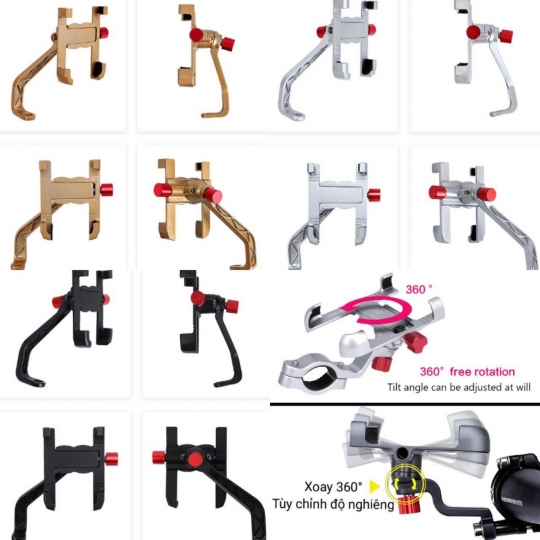 360 °
360° free rotation
Tilt angle can be adjusted at will
Xoay 360°
Tùy chỉnh độ nghiêng